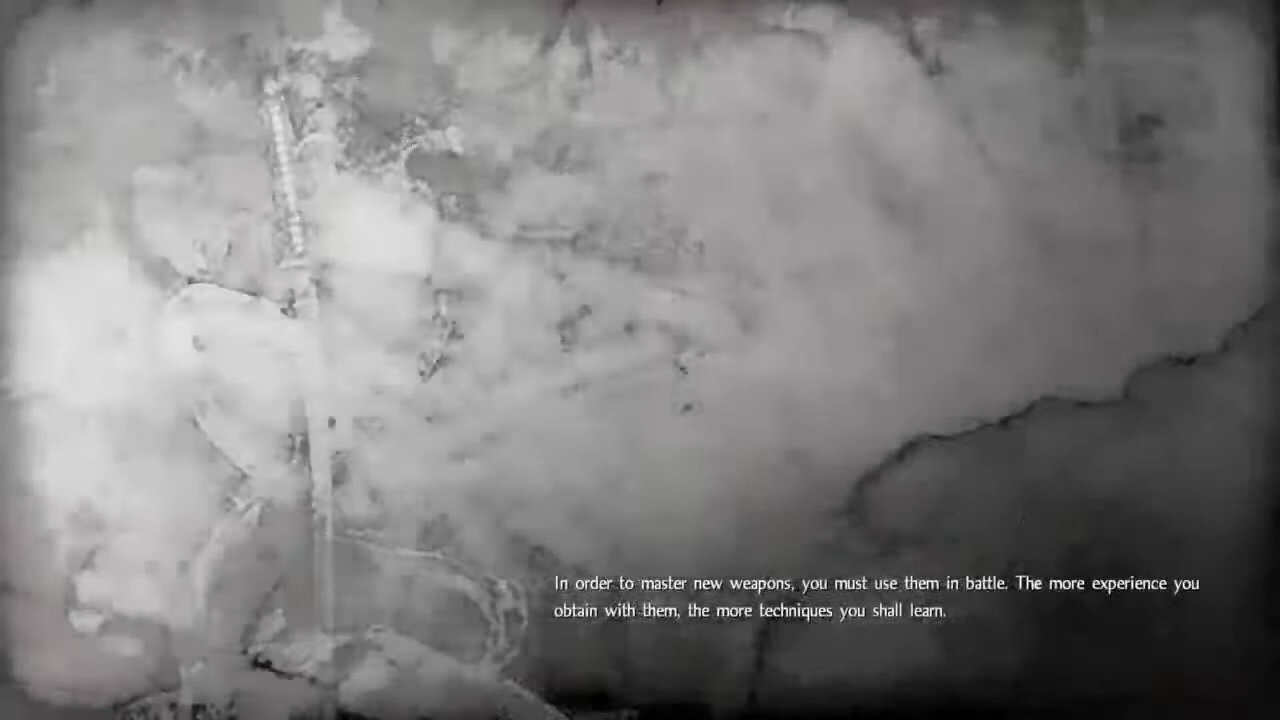 In order to master new weapons, you must use them in battle. The more experience you
obtain with them, the more techniques you shall learn.